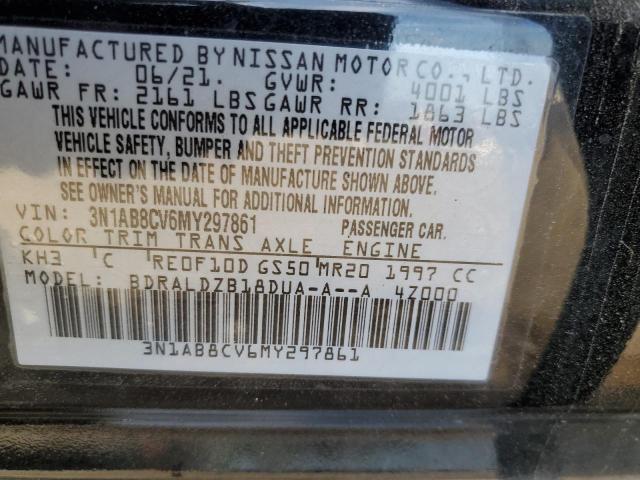 MANUFACTURED BY NISSAN MOTOR CO., LTD.
DATE: 06/21. GVWR: 4001 LBS
GAWR FR: 2161 LBS GAWR RR: 1863 LBS
THIS VEHICLE CONFORMS TO ALL APPLICABLE FEDERAL MOTOR
VEHICLE SAFETY, BUMPER AND THEFT PREVENTION STANDARDS
IN EFFECT ON THE DATE OF MANUFACTURE SHOWN ABOVE.
SEE OWNER'S MANUAL FOR ADDITIONAL INFORMATION.
VIN: 3N1AB8CV6MY297861 PASSENGER CAR.
COLOR TRIM TRANS AXLE ENGINE
KH3 C RE0F10D GS50 MR20 1997 CC
MODEL: BDRALDZB18DUA-A--A 4Z000
3N1AB8CV6MY297861